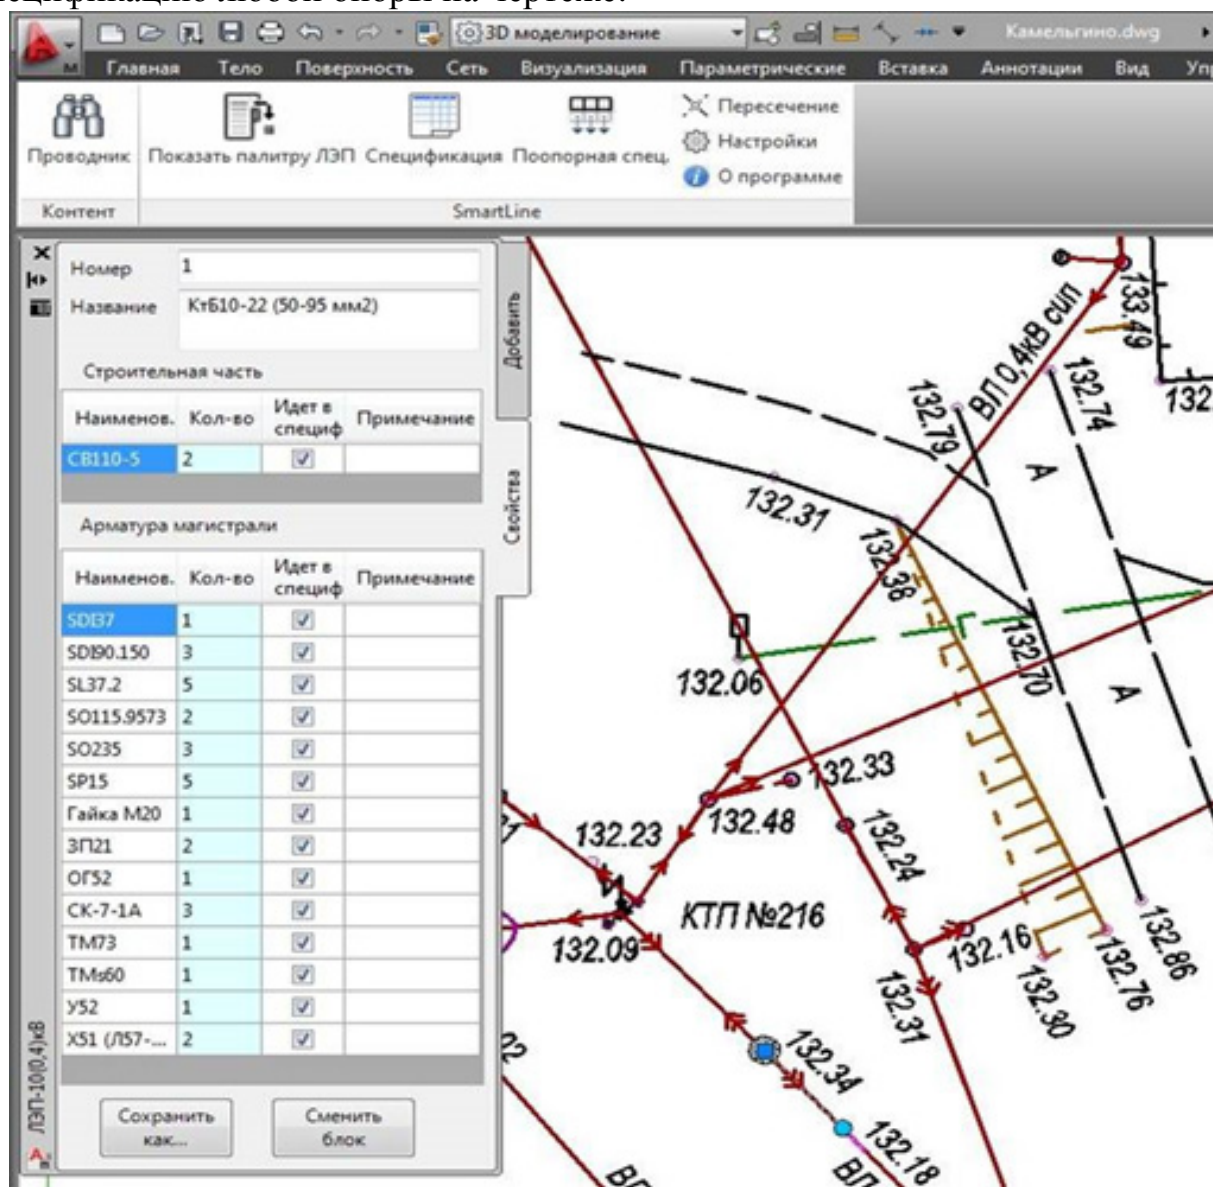 спецификацию любой опоры на чертеже.
3D моделирование
Камельгино.dwg
Главная Тело Поверхность Сеть Визуализация Параметрические Вставка Аннотации Вид Упр
Проводник
Показать палитру ЛЭП
Спецификация
Поопорная спец.
Пересечение
Настройки
О программе
Контент
SmartLine
Номер 1
Название КтБ10-22 (50-95 мм2)
Добавить
Свойства
Строительная часть
Наименов. Кол-во Идет в специф Примечание
СВ110-5 2
Арматура магистрали
Наименов. Кол-во Идет в специф Примечание
SDI37 1
SDI90.150 3
SL37.2 5
SO115.9573 2
SO235 3
SP15 5
Гайка М20 1
ЗП21 2
ОГ52 1
СК-7-1А 3
ТМ73 1
TMs60 1
У52 1
Х51 (Л57-... 2
Сохранить как...
Сменить блок
ЛЭП-10(0,4)кВ
133.49
ВЛ 0,4кВ сип
132.74
132
132.79
А
132.31
132.38
132.70
А
132.06
132.33
132.48
132.23
132.24
КТП №216
132.09
132.16
132.86
132.76
132.30
132.31
132.34
132.18
ВЛ
ВЛ